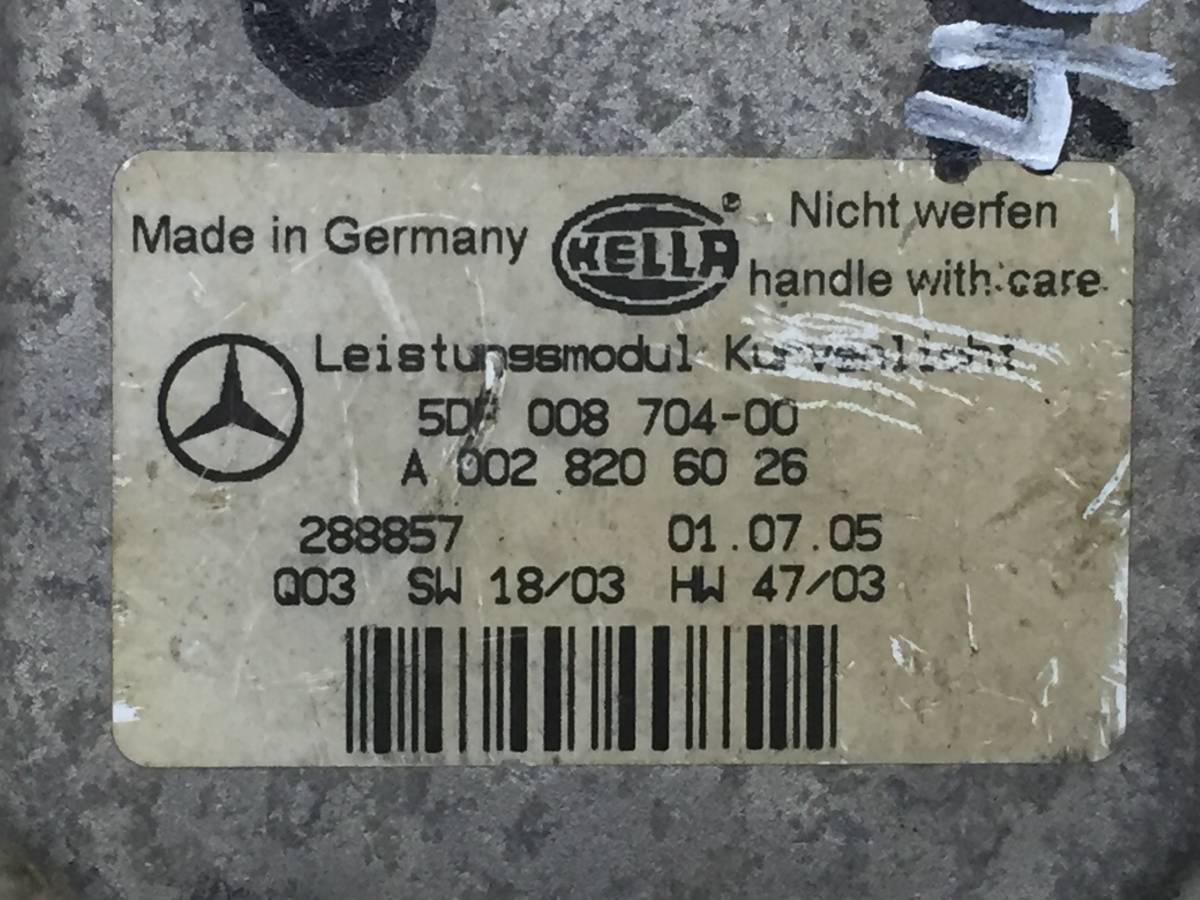 Made in Germany
HELLA ®
Nicht werfen
handle with care
Leistungsmodul Kurvenlicht
008 704-00
A 002 820 60 26
288857 01.07.05
Q03 SW 18/03 HW 47/03